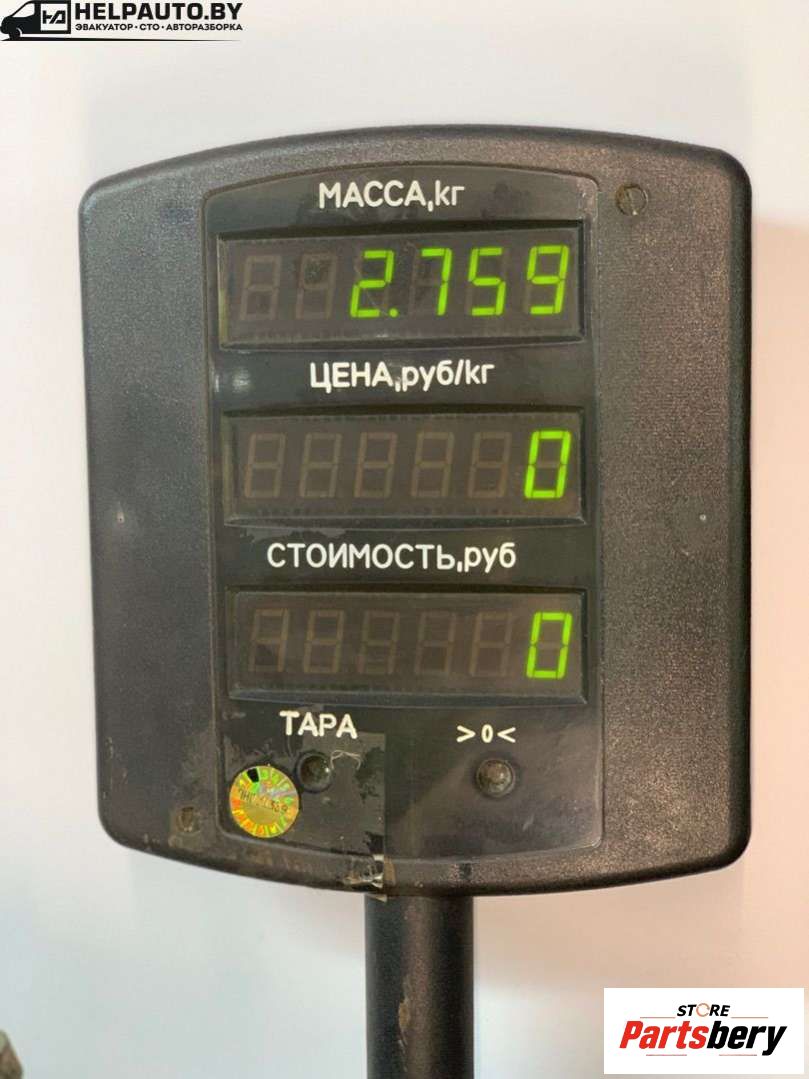 HELPAUTO.BY
ЭВАКУАТОР•СТО•АВТОРАЗБОРКА
МАССА,кг
2.759
ЦЕНА,руб/кг
0
СТОИМОСТЬ,руб
0
ТАРА >0<
STORE
Partsbery